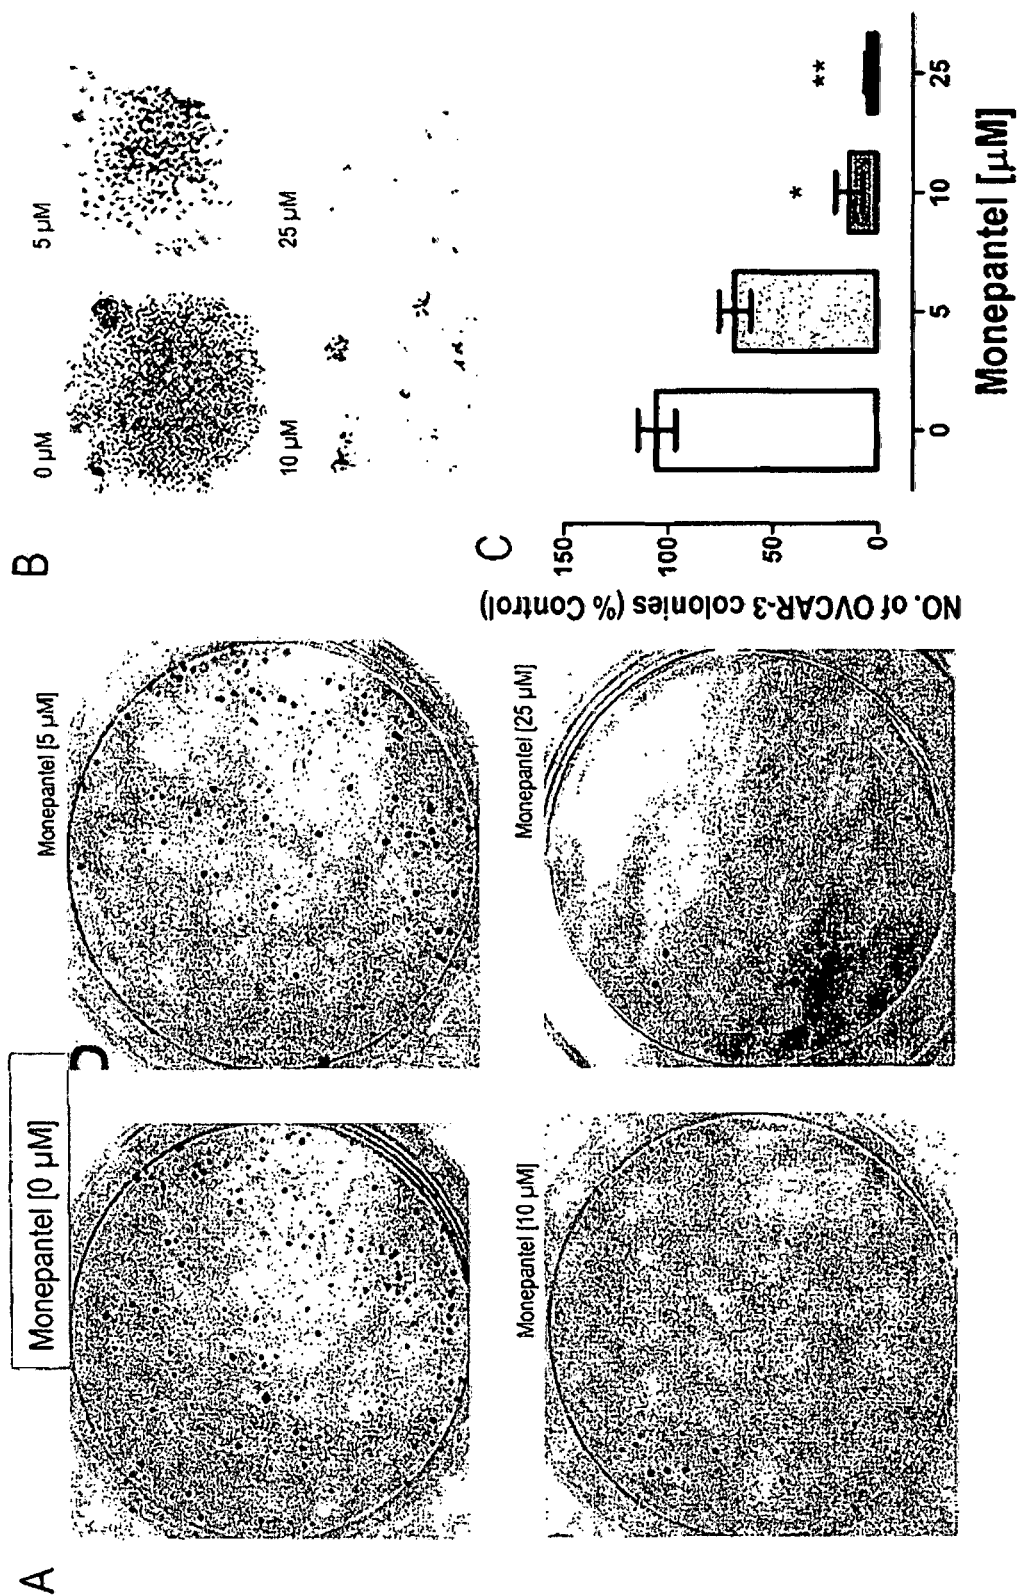 A
Monepantel [0 µM]
Monepantel [5 µM]
Monepantel [10 µM]
Monepantel [25 µM]
B
0 µM
5 µM
10 µM
25 µM
C
NO. of OVCAR-3 colonies (% Control)
150
100
50
0
*
**
0 5 10 25
Monepantel [µM]